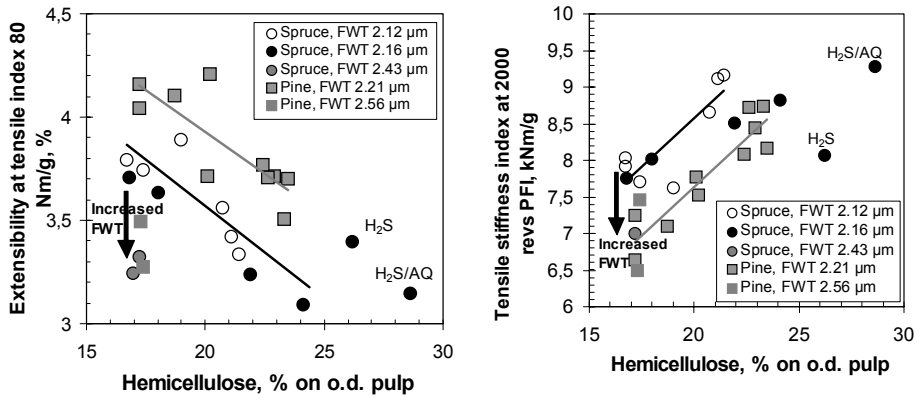 Extensibility at tensile index 80
Nm/g, %
4,5
4
3,5
3
15
20
25
30
Hemicellulose, % on o.d. pulp
Spruce, FWT 2.12 µm
Spruce, FWT 2.16 µm
Spruce, FWT 2.43 µm
Pine, FWT 2.21 µm
Pine, FWT 2.56 µm
Increased
FWT
H₂S
H₂S/AQ
Tensile stiffness index at 2000
revs PFI, kNm/g
10
9,5
9
8,5
8
7,5
7
6,5
6
15
20
25
30
Hemicellulose, % on o.d. pulp
H₂S/AQ
H₂S
Increased
FWT
Spruce, FWT 2.12 µm
Spruce, FWT 2.16 µm
Spruce, FWT 2.43 µm
Pine, FWT 2.21 µm
Pine, FWT 2.56 µm